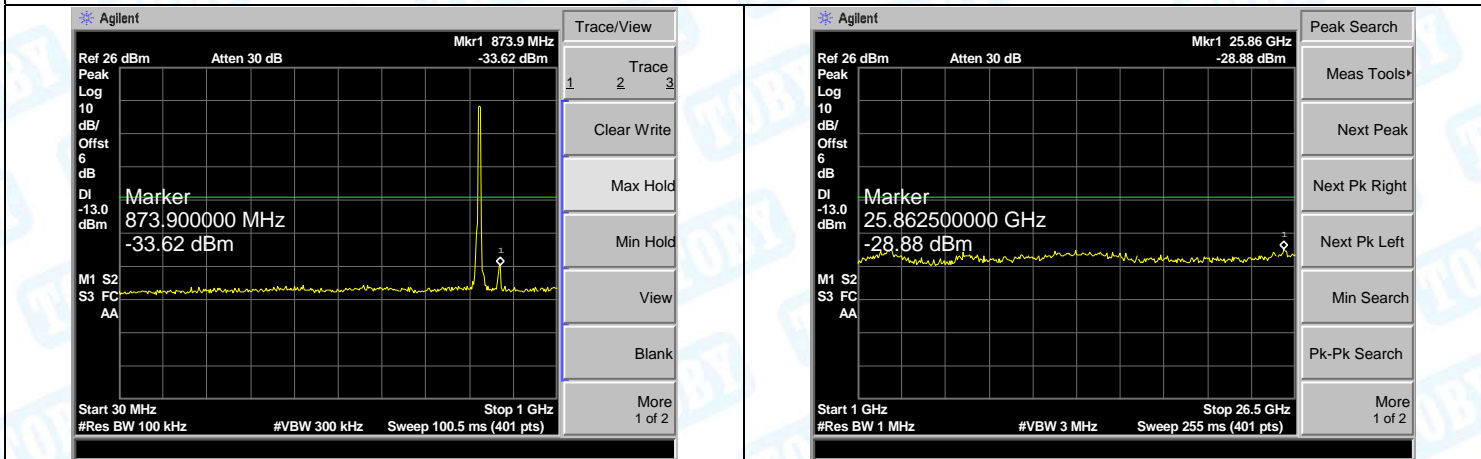 Agilent
Trace/View
Mkr1 873.9 MHz
Ref 26 dBm Atten 30 dB -33.62 dBm
Peak
Log
10
dB/
Offst
6
dB
DI
-13.0
dBm
M1 S2
S3 FC
AA
Marker
873.900000 MHz
-33.62 dBm
1
Start 30 MHz Stop 1 GHz
#Res BW 100 kHz #VBW 300 kHz Sweep 100.5 ms (401 pts)
Trace
1 2 3
Clear Write
Max Hold
Min Hold
View
Blank
More
1 of 2
Agilent
Peak Search
Mkr1 25.86 GHz
Ref 26 dBm Atten 30 dB -28.88 dBm
Peak
Log
10
dB/
Offst
6
dB
DI
-13.0
dBm
M1 S2
S3 FC
AA
Marker
25.862500000 GHz
-28.88 dBm
1
Start 1 GHz Stop 26.5 GHz
#Res BW 1 MHz #VBW 3 MHz Sweep 255 ms (401 pts)
Meas Tools
Next Peak
Next Pk Right
Next Pk Left
Min Search
Pk-Pk Search
More
1 of 2
TOBY